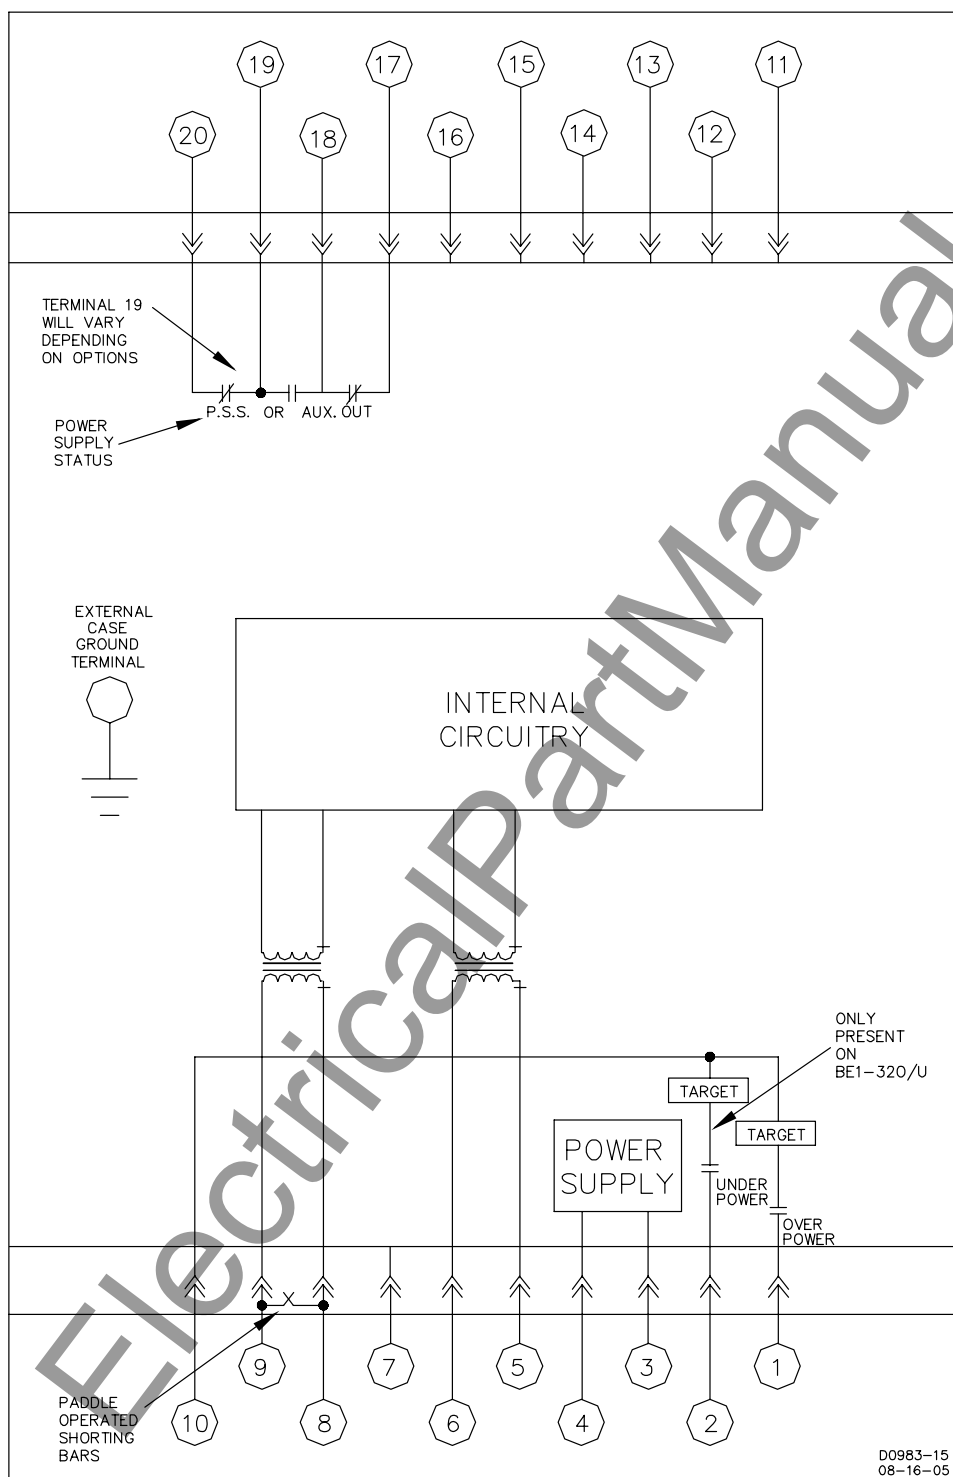 19
17
15
13
11
20
18
16
14
12
TERMINAL 19
WILL VARY
DEPENDING
ON OPTIONS
P.S.S. OR AUX. OUT
POWER
SUPPLY
STATUS
EXTERNAL
CASE
GROUND
TERMINAL
INTERNAL
CIRCUITRY
ONLY
PRESENT
ON
BE1-320/U
TARGET
TARGET
POWER
SUPPLY
UNDER
POWER
OVER
POWER
9
7
5
3
1
10
8
6
4
2
PADDLE
OPERATED
SHORTING
BARS
D0983-15
08-16-05
ElectricalPartManual